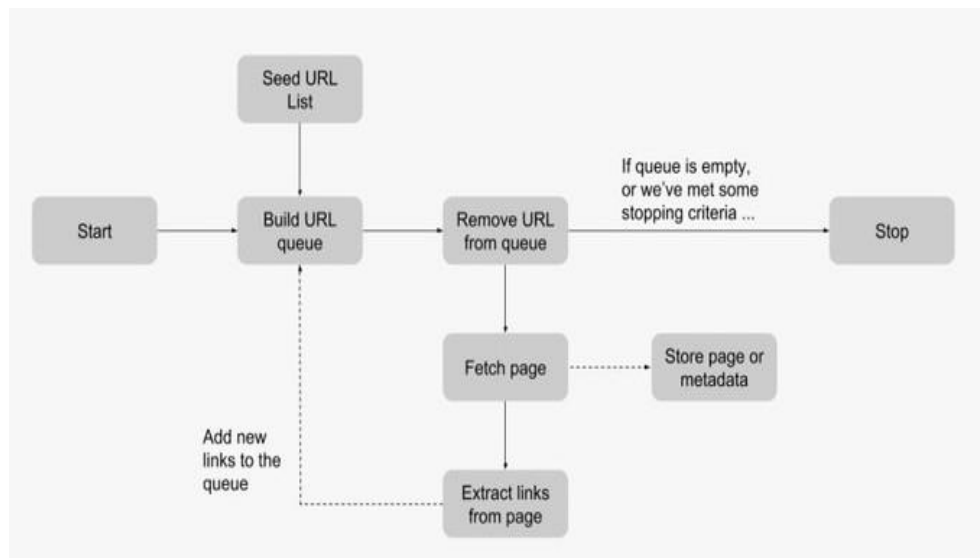 Seed URL
List
If queue is empty,
or we've met some
stopping criteria ...
Start
Build URL
queue
Remove URL
from queue
Stop
Fetch page
Store page or
metadata
Add new
links to the
queue
Extract links
from page